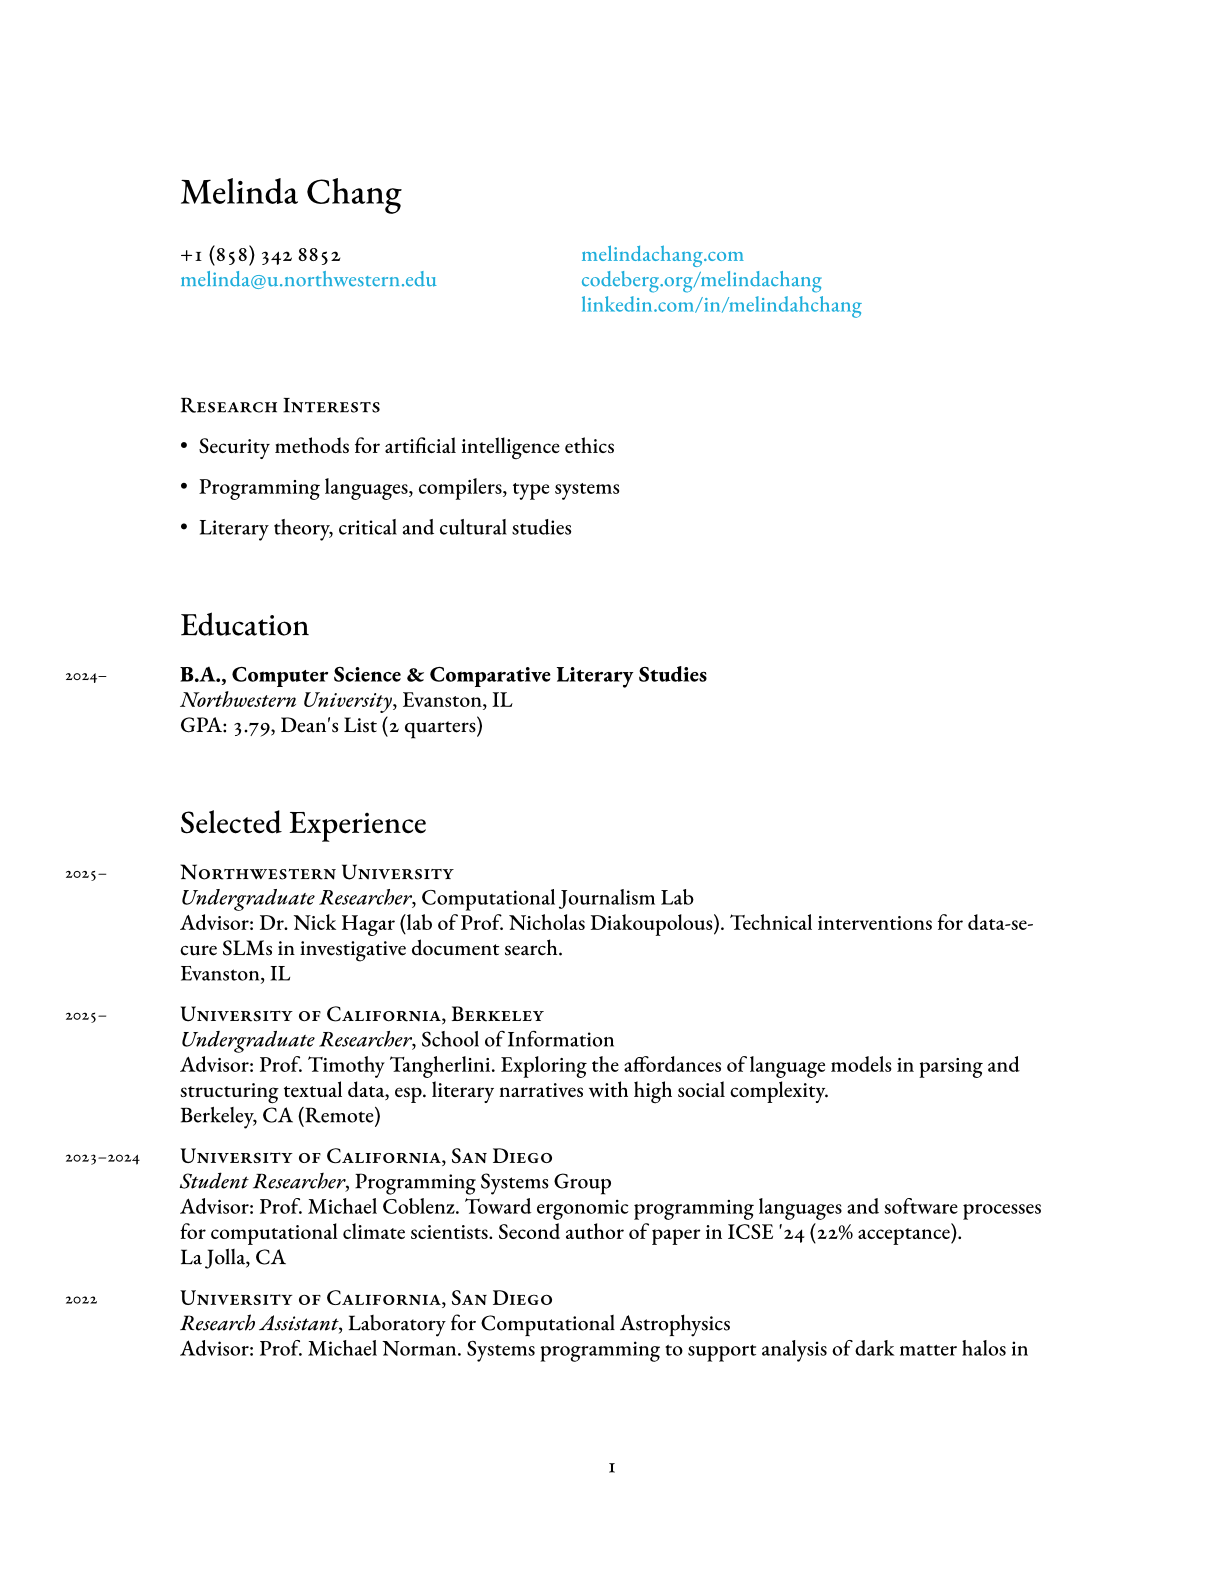 Melinda Chang
+1 (858) 342 8852
melinda@u.northwestern.edu
melindachang.com
codeberg.org/melindachang
linkedin.com/in/melindahchang
Research Interests
• Security methods for artificial intelligence ethics
• Programming languages, compilers, type systems
• Literary theory, critical and cultural studies
Education
2024–
B.A., Computer Science & Comparative Literary Studies
Northwestern University, Evanston, IL
GPA: 3.79, Dean's List (2 quarters)
Selected Experience
2025–
Northwestern University
Undergraduate Researcher, Computational Journalism Lab
Advisor: Dr. Nick Hagar (lab of Prof. Nicholas Diakoupolous). Technical interventions for data-se-
cure SLMs in investigative document search.
Evanston, IL
2025–
University of California, Berkeley
Undergraduate Researcher, School of Information
Advisor: Prof. Timothy Tangherlini. Exploring the affordances of language models in parsing and
structuring textual data, esp. literary narratives with high social complexity.
Berkeley, CA (Remote)
2023–2024
University of California, San Diego
Student Researcher, Programming Systems Group
Advisor: Prof. Michael Coblenz. Toward ergonomic programming languages and software processes
for computational climate scientists. Second author of paper in ICSE '24 (22% acceptance).
La Jolla, CA
2022
University of California, San Diego
Research Assistant, Laboratory for Computational Astrophysics
Advisor: Prof. Michael Norman. Systems programming to support analysis of dark matter halos in
1